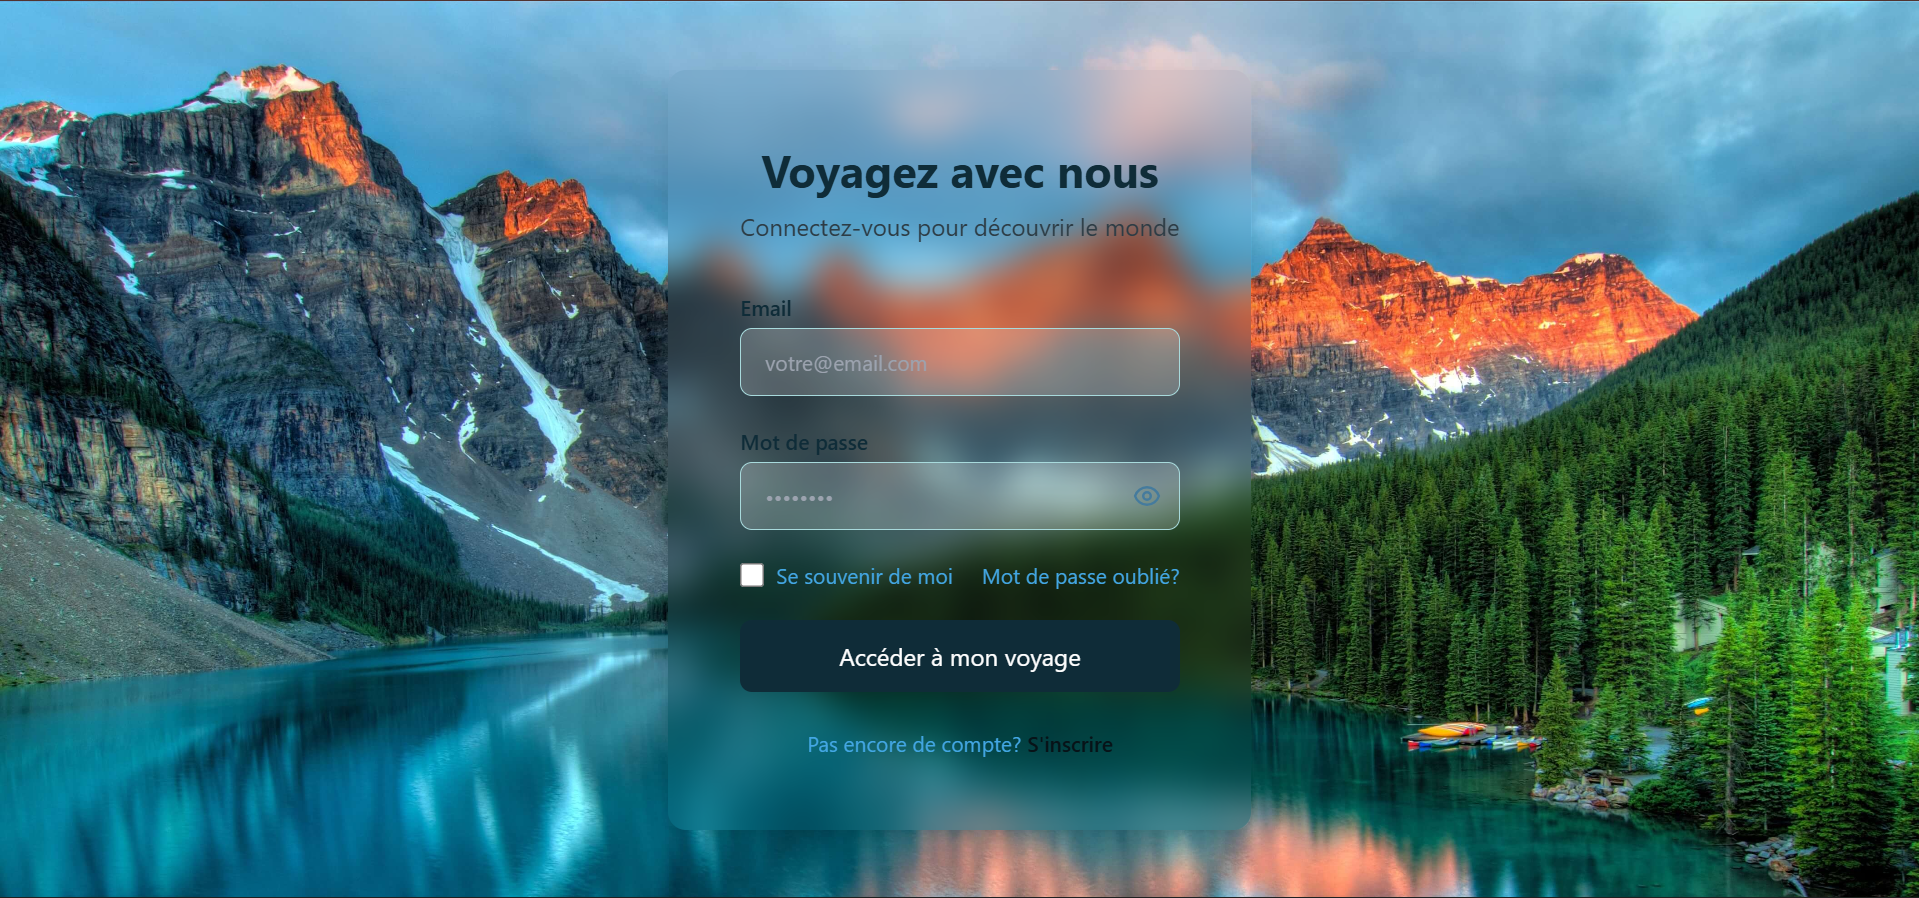 Voyagez avec nous
Connectez-vous pour découvrir le monde
Email
votre@email.com
Mot de passe
••••••••
Se souvenir de moi
Mot de passe oublié?
Accéder à mon voyage
Pas encore de compte? S'inscrire